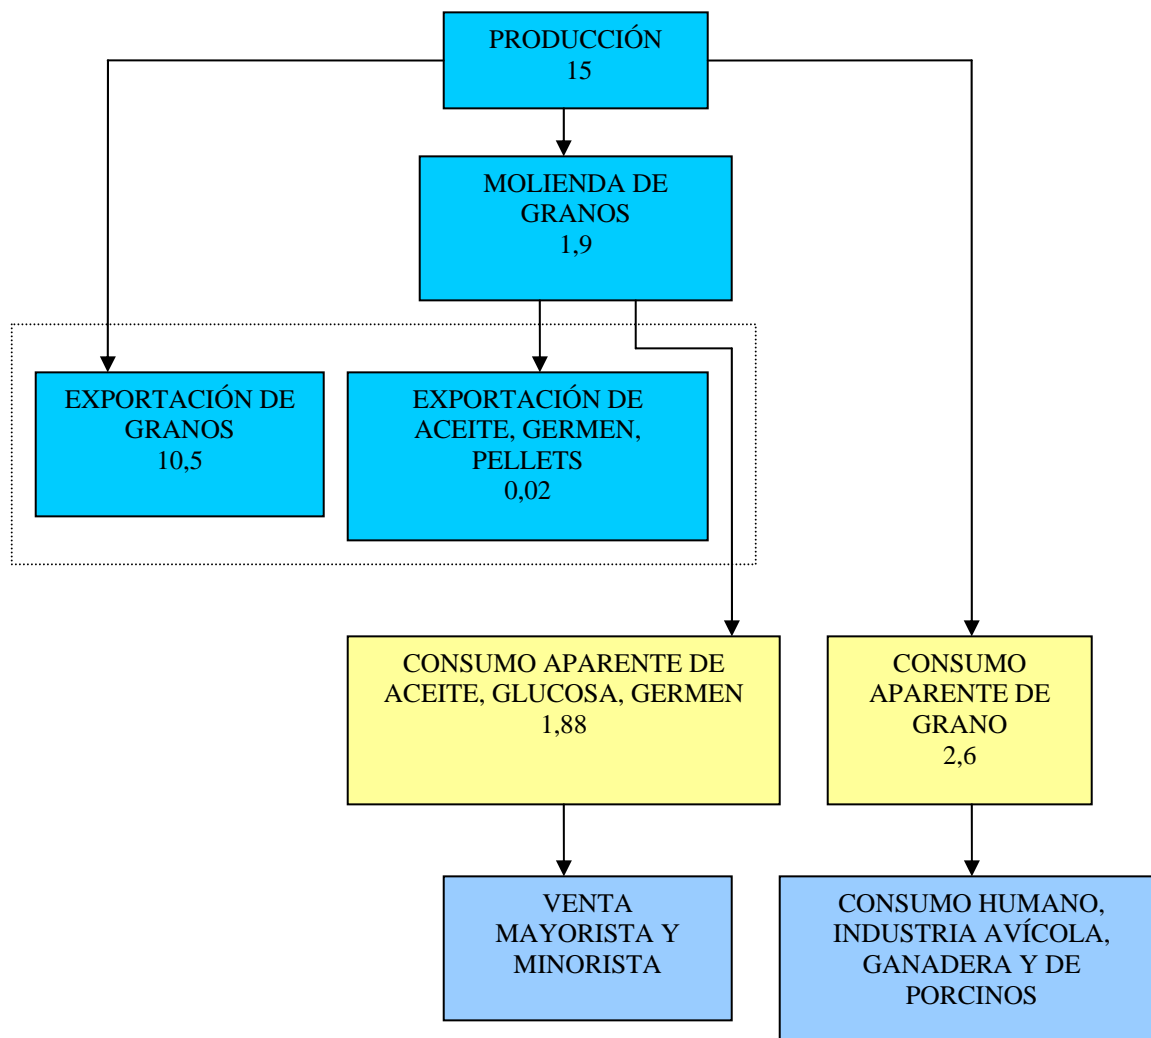 PRODUCCIÓN
15
MOLIENDA DE
GRANOS
1,9
EXPORTACIÓN DE
GRANOS
10,5
EXPORTACIÓN DE
ACEITE, GERMEN,
PELLETS
0,02
CONSUMO APARENTE DE
ACEITE, GLUCOSA, GERMEN
1,88
CONSUMO
APARENTE DE
GRANO
2,6
VENTA
MAYORISTA Y
MINORISTA
CONSUMO HUMANO,
INDUSTRIA AVÍCOLA,
GANADERA Y DE
PORCINOS